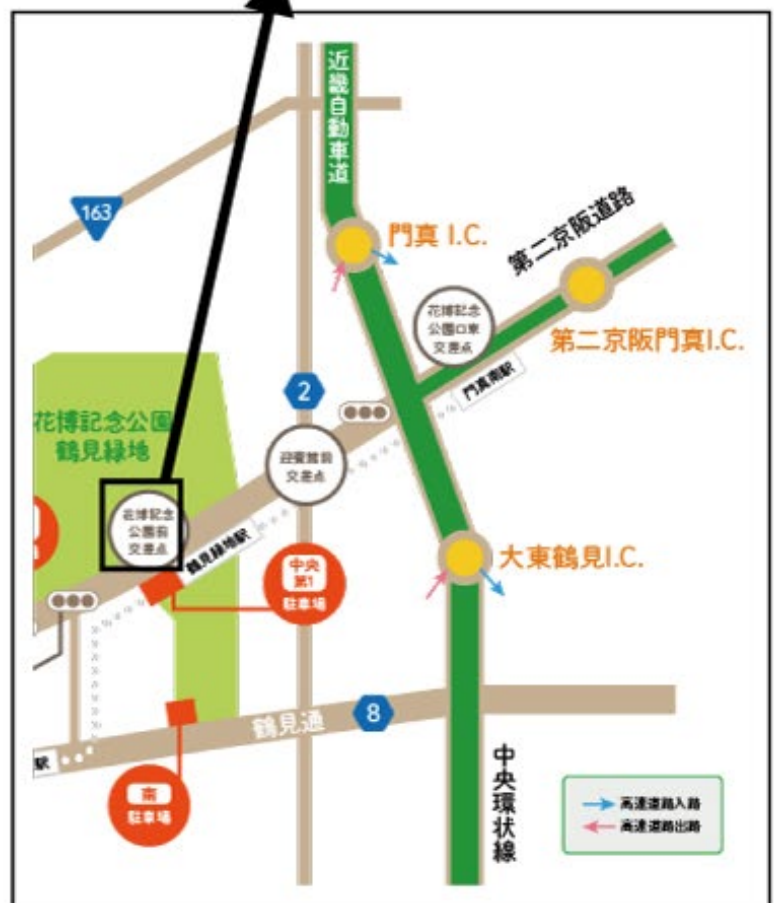 近畿自動車道
163
門真 I.C.
第二京阪道路
花博記念
公園口東
交差点
第二京阪門真I.C.
門真南駅
2
花博記念公園
鶴見緑地
迎賓館前
交差点
花博記念
公園前
交差点
鶴見緑地駅
中央
第1
駐車場
大東鶴見I.C.
鶴見通
8
駅
南
駐車場
中央環状線
高速道路入路
高速道路出路